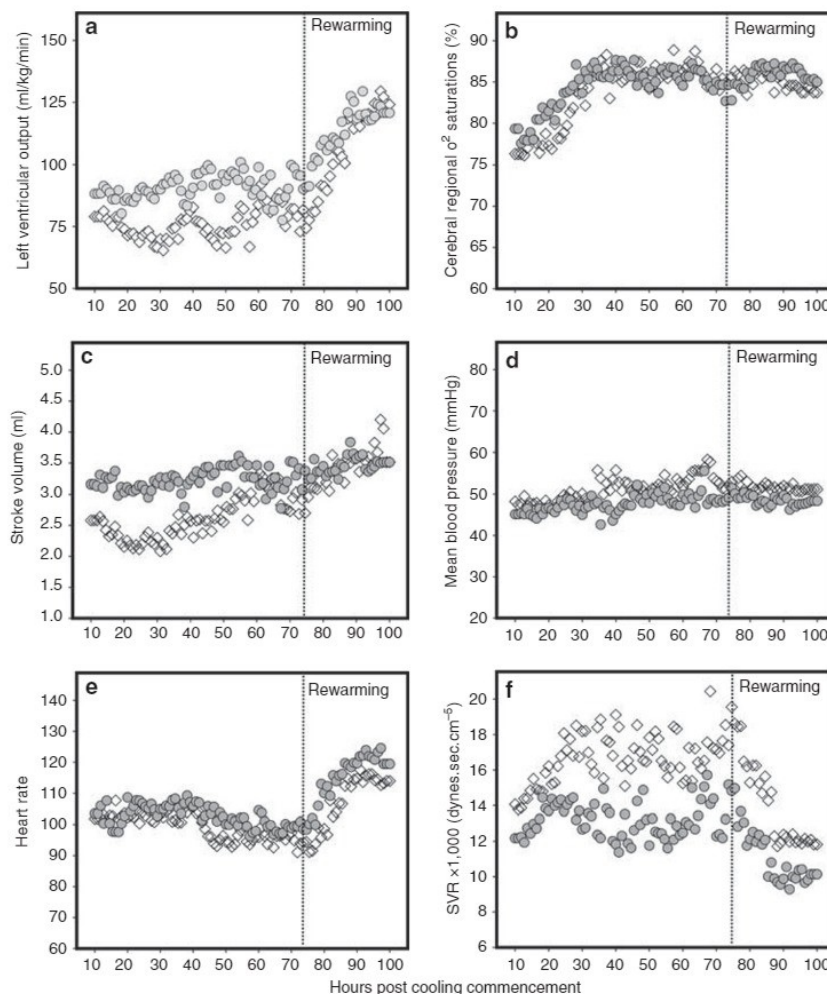 a
Rewarming
Left ventricular output (ml/kg/min)
150
125
100
75
50
10 20 30 40 50 60 70 80 90 100
b
Rewarming
Cerebral regional o² saturations (%)
90
85
80
75
70
65
60
10 20 30 40 50 60 70 80 90 100
c
Rewarming
Stroke volume (ml)
5.0
4.5
4.0
3.5
3.0
2.5
2.0
1.5
1.0
10 20 30 40 50 60 70 80 90 100
d
Rewarming
Mean blood pressure (mmHg)
80
70
60
50
40
30
20
10 20 30 40 50 60 70 80 90 100
e
Rewarming
Heart rate
140
130
120
110
100
90
80
70
60
10 20 30 40 50 60 70 80 90 100
f
Rewarming
SVR ×1,000 (dynes.sec.cm⁻⁵)
20
18
16
14
12
10
8
6
10 20 30 40 50 60 70 80 90 100
Hours post cooling commencement